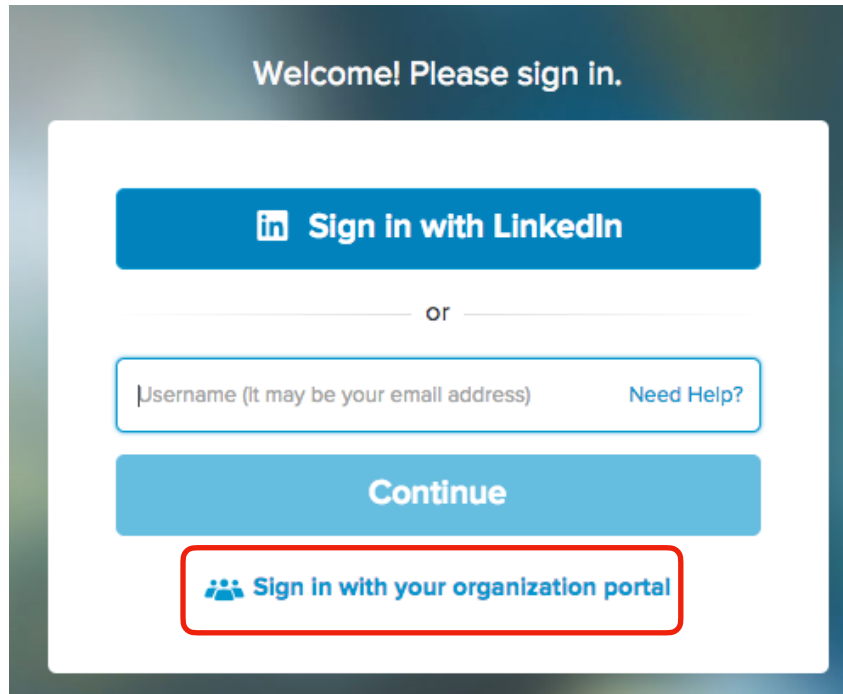 Welcome! Please sign in.
in Sign in with LinkedIn
or
Username (it may be your email address) Need Help?
Continue
Sign in with your organization portal